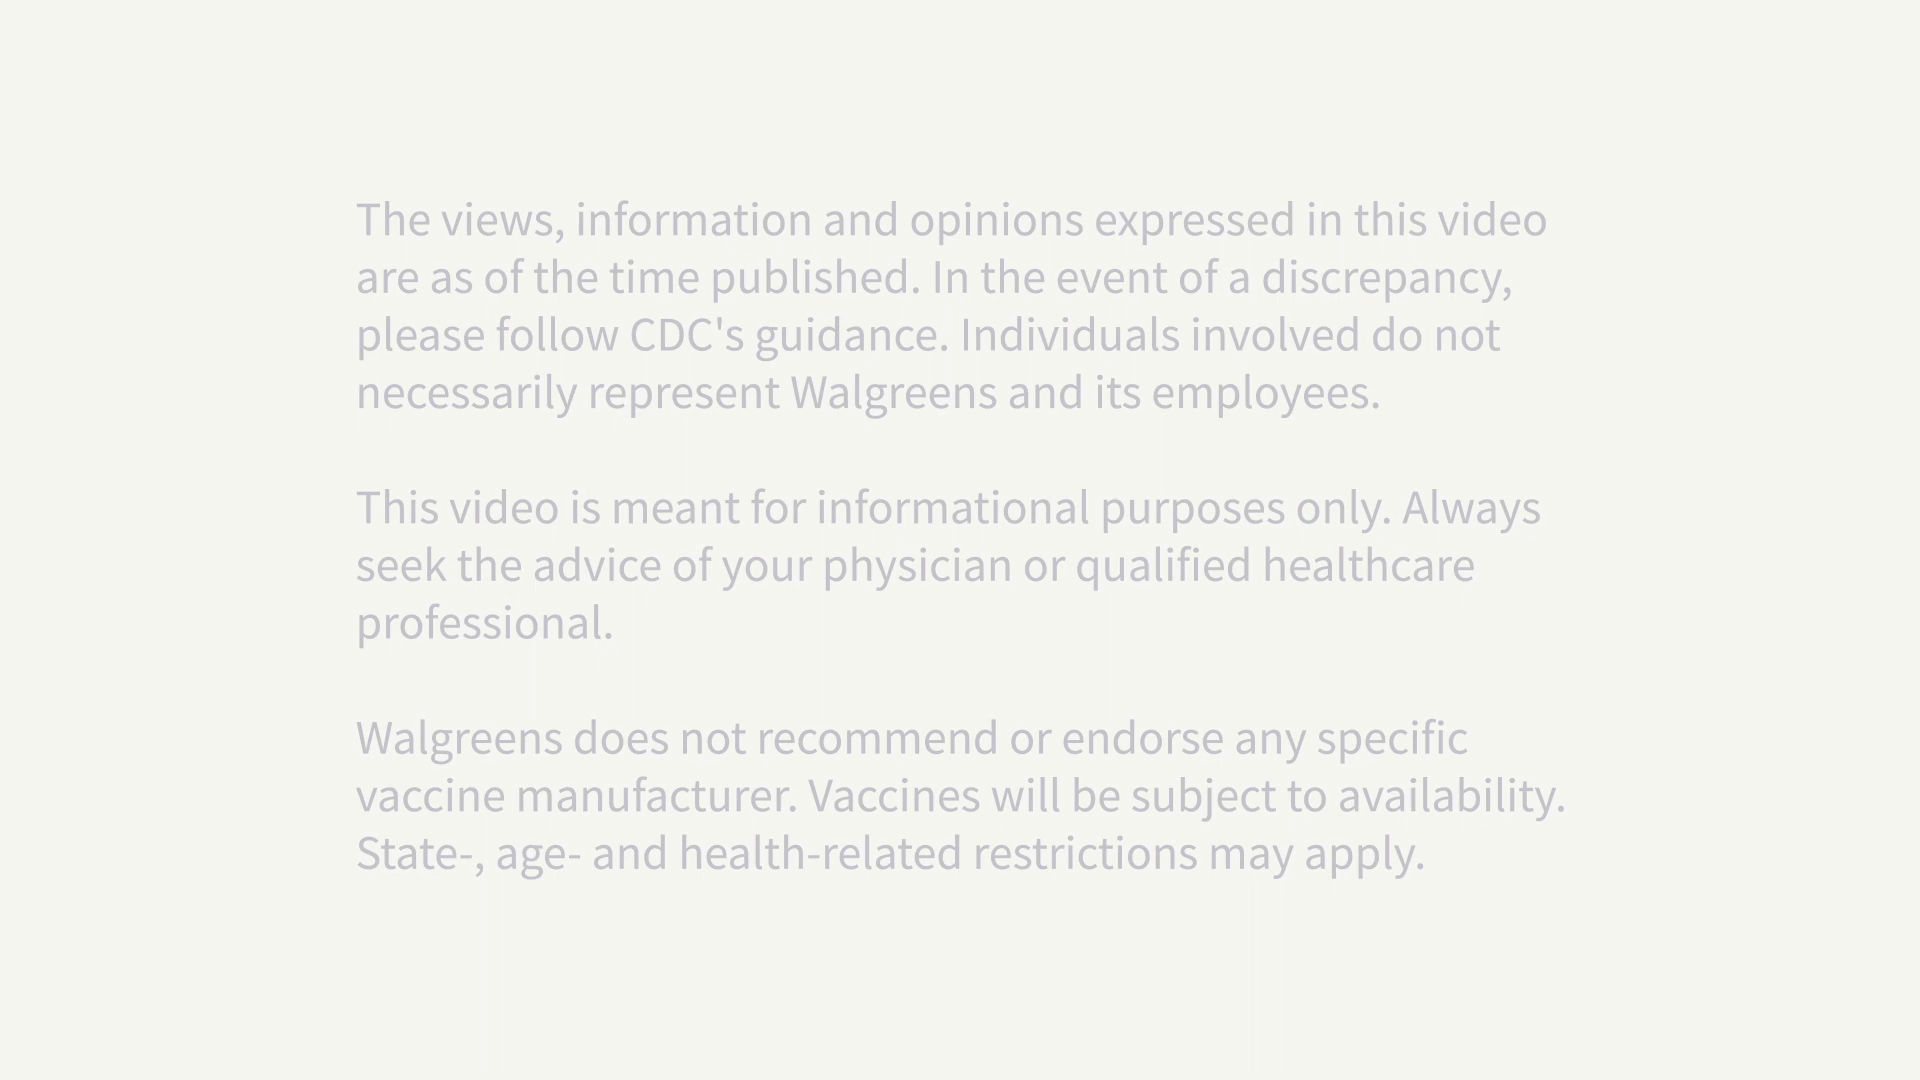 The views, information and opinions expressed in this video
are as of the time published. In the event of a discrepancy,
please follow CDC's guidance. Individuals involved do not
necessarily represent Walgreens and its employees.
This video is meant for informational purposes only. Always
seek the advice of your physician or qualified healthcare
professional.
Walgreens does not recommend or endorse any specific
vaccine manufacturer. Vaccines will be subject to availability.
State-, age- and health-related restrictions may apply.